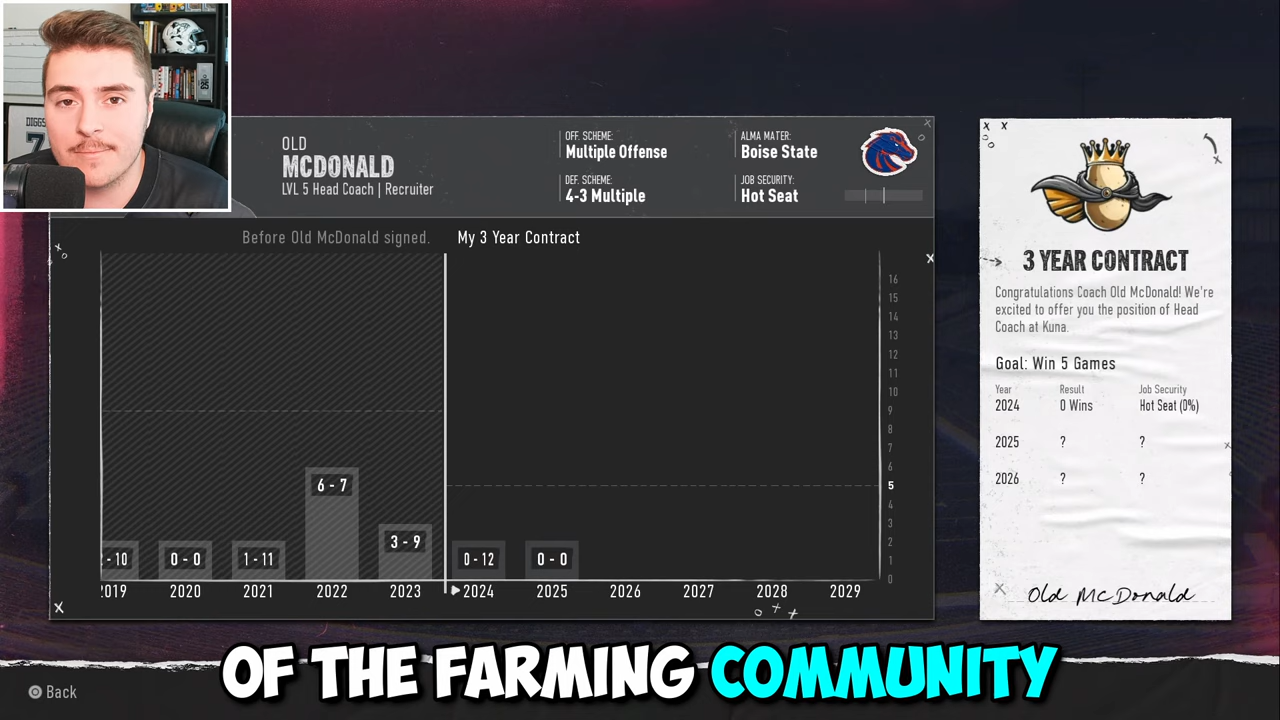 DIGGS
7
OLD
MCDONALD
LVL 5 Head Coach | Recruiter
OFF. SCHEME:
Multiple Offense
DEF. SCHEME:
4-3 Multiple
ALMA MATER:
Boise State
JOB SECURITY:
Hot Seat
Before Old McDonald signed.
My 3 Year Contract
16
15
14
13
12
11
10
9
8
7
6
5
4
3
2
1
0
-10
0 - 0
1 - 11
6 - 7
3 - 9
0 - 12
0 - 0
2019
2020
2021
2022
2023
2024
2025
2026
2027
2028
2029
3 YEAR CONTRACT
Congratulations Coach Old McDonald! We're
excited to offer you the position of Head
Coach at Kuna.
Goal: Win 5 Games
Year Result Job Security
2024 0 Wins Hot Seat (0%)
2025 ? ?
2026 ? ?
Old McDonald
OF THE FARMING COMMUNITY
Back